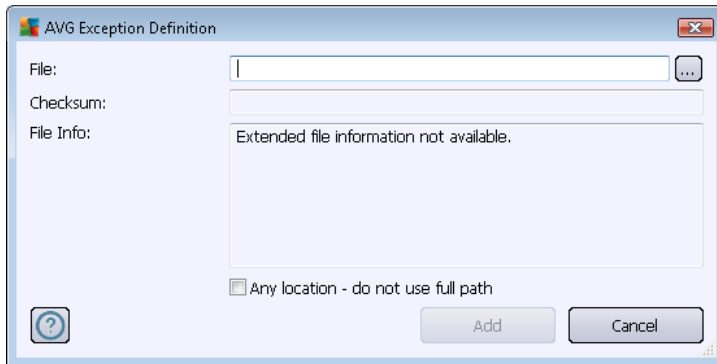 AVG Exception Definition
File:
...
Checksum:
File Info:
Extended file information not available.
Any location - do not use full path
?
Add
Cancel